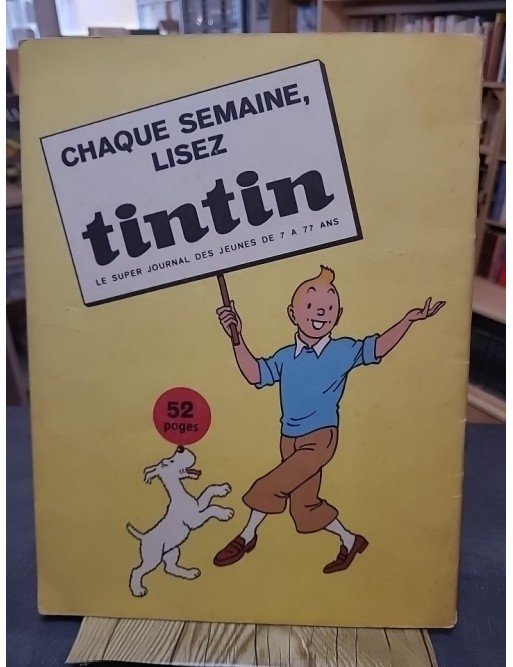 CHAQUE SEMAINE,
LISEZ
tintin
LE SUPER JOURNAL DES JEUNES DE 7 A 77 ANS
52
pages